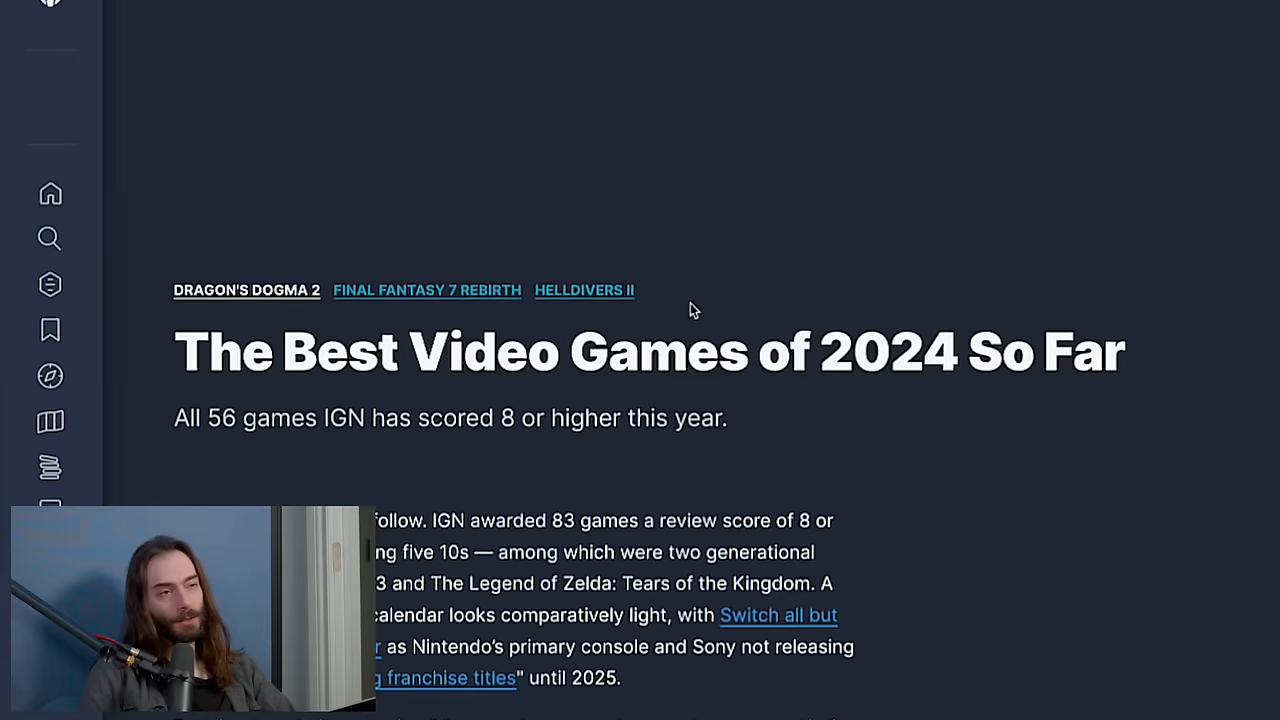 DRAGON'S DOGMA 2 FINAL FANTASY 7 REBIRTH HELLDIVERS II
The Best Video Games of 2024 So Far
All 56 games IGN has scored 8 or higher this year.
follow. IGN awarded 83 games a review score of 8 or
ng five 10s — among which were two generational
3 and The Legend of Zelda: Tears of the Kingdom. A
calendar looks comparatively light, with Switch all but
r as Nintendo’s primary console and Sony not releasing
g franchise titles" until 2025.